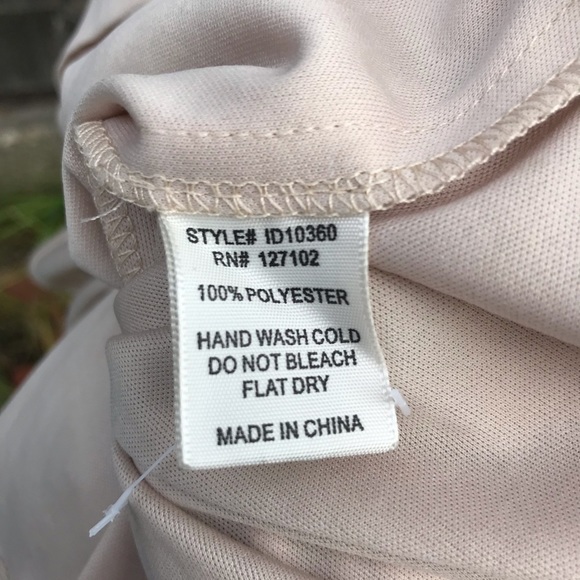 STYLE# ID10360
RN# 127102
100% POLYESTER
HAND WASH COLD
DO NOT BLEACH
FLAT DRY
MADE IN CHINA